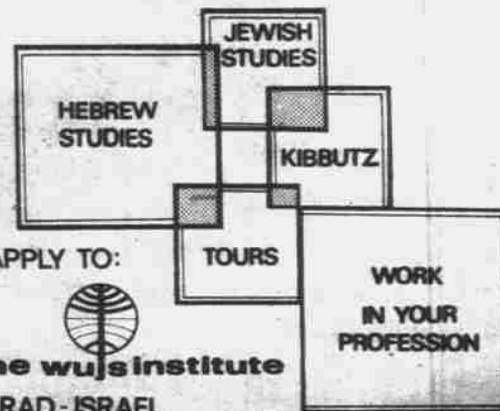 JEWISH
STUDIES
HEBREW
STUDIES
KIBBUTZ
TOURS
WORK
IN YOUR
PROFESSION
APPLY TO:
wujs institute
ISRAEL